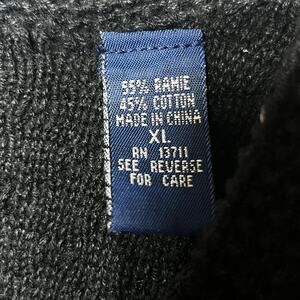 55% RAMIE
45% COTTON
MADE IN CHINA
XL
RN 13711
SEE REVERSE
FOR CARE